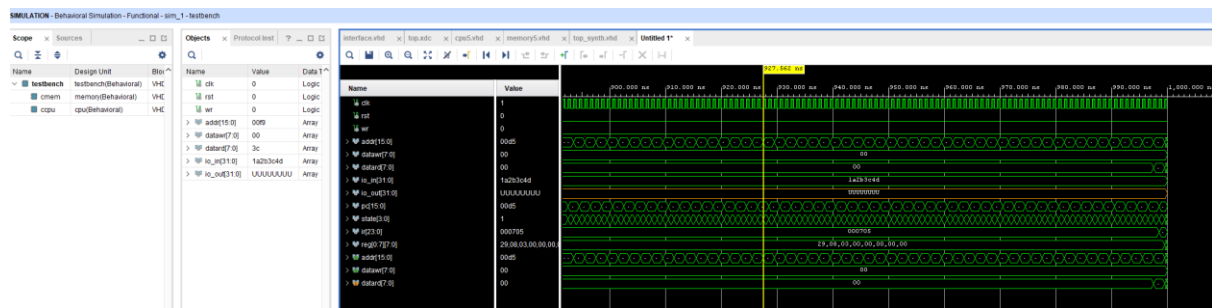 SIMULATION - Behavioral Simulation - Functional - sim_1 - testbench
Scope Sources
Name Design Unit
testbench testbench(Behavioral) VHD
cmem memory(Behavioral) VHD
ccpu cpu(Behavioral) VHD
Objects Protocol Inst ?
Name Value Data T
clk 0 Logic
rst 0 Logic
wr 0 Logic
addr[15:0] 00f9 Array
datawr[7:0] 00 Array
datard[7:0] 3c Array
io_in[31:0] 1a2b3c4d Array
io_out[31:0] UUUUUUUU Array
interface.vhd top.xdc cpu5.vhd memory5.vhd top_synth.vhd Untitled 1*
927.562 ns
Name Value 900.000 ns 910.000 ns 920.000 ns 930.000 ns 940.000 ns 950.000 ns 960.000 ns 970.000 ns 980.000 ns 990.000 ns 1,000.000 ns
clk 1
rst 0
wr 0
addr[15:0] 00d5
datawr[7:0] 00 00
datard[7:0] 00 00
io_in[31:0] 1a2b3c4d 1a2b3c4d
io_out[31:0] UUUUUUUU UUUUUUUU
pc[15:0] 00d5
state[3:0] 1
ir[23:0] 000705 000705
reg[0:7][7:0] 29,08,03,00,00,00, 29,08,03,00,00,00,00,00
addr[15:0] 00d5
datawr[7:0] 00 00
datard[7:0] 00 00